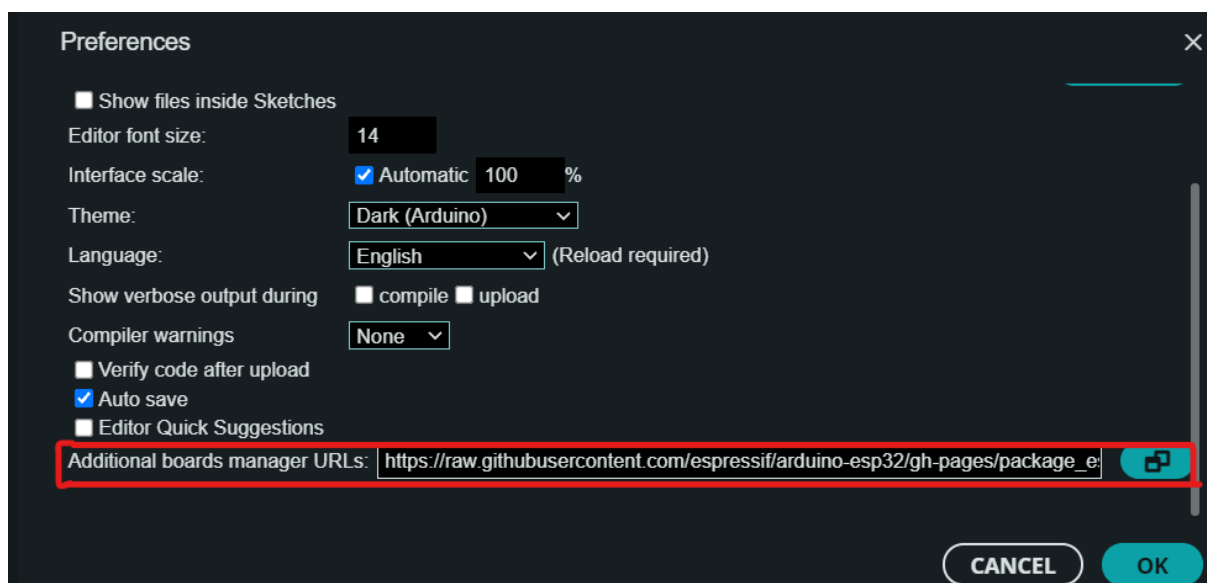 Preferences
Show files inside Sketches
Editor font size: 14
Interface scale: Automatic 100 %
Theme: Dark (Arduino)
Language: English (Reload required)
Show verbose output during compile upload
Compiler warnings None
Verify code after upload
Auto save
Editor Quick Suggestions
Additional boards manager URLs: https://raw.githubusercontent.com/espressif/arduino-esp32/gh-pages/package_e
CANCEL OK